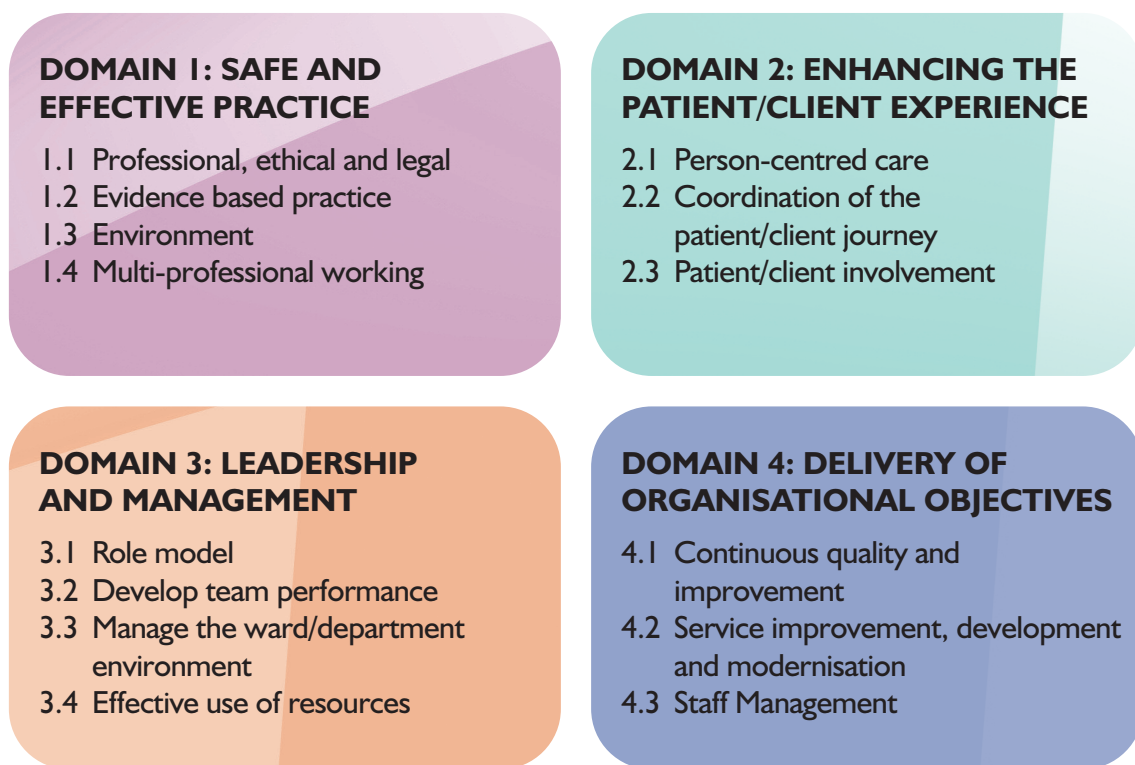 DOMAIN 1: SAFE AND
EFFECTIVE PRACTICE
1.1 Professional, ethical and legal
1.2 Evidence based practice
1.3 Environment
1.4 Multi-professional working
DOMAIN 2: ENHANCING THE
PATIENT/CLIENT EXPERIENCE
2.1 Person-centred care
2.2 Coordination of the
patient/client journey
2.3 Patient/client involvement
DOMAIN 3: LEADERSHIP
AND MANAGEMENT
3.1 Role model
3.2 Develop team performance
3.3 Manage the ward/department
environment
3.4 Effective use of resources
DOMAIN 4: DELIVERY OF
ORGANISATIONAL OBJECTIVES
4.1 Continuous quality and
improvement
4.2 Service improvement, development
and modernisation
4.3 Staff Management